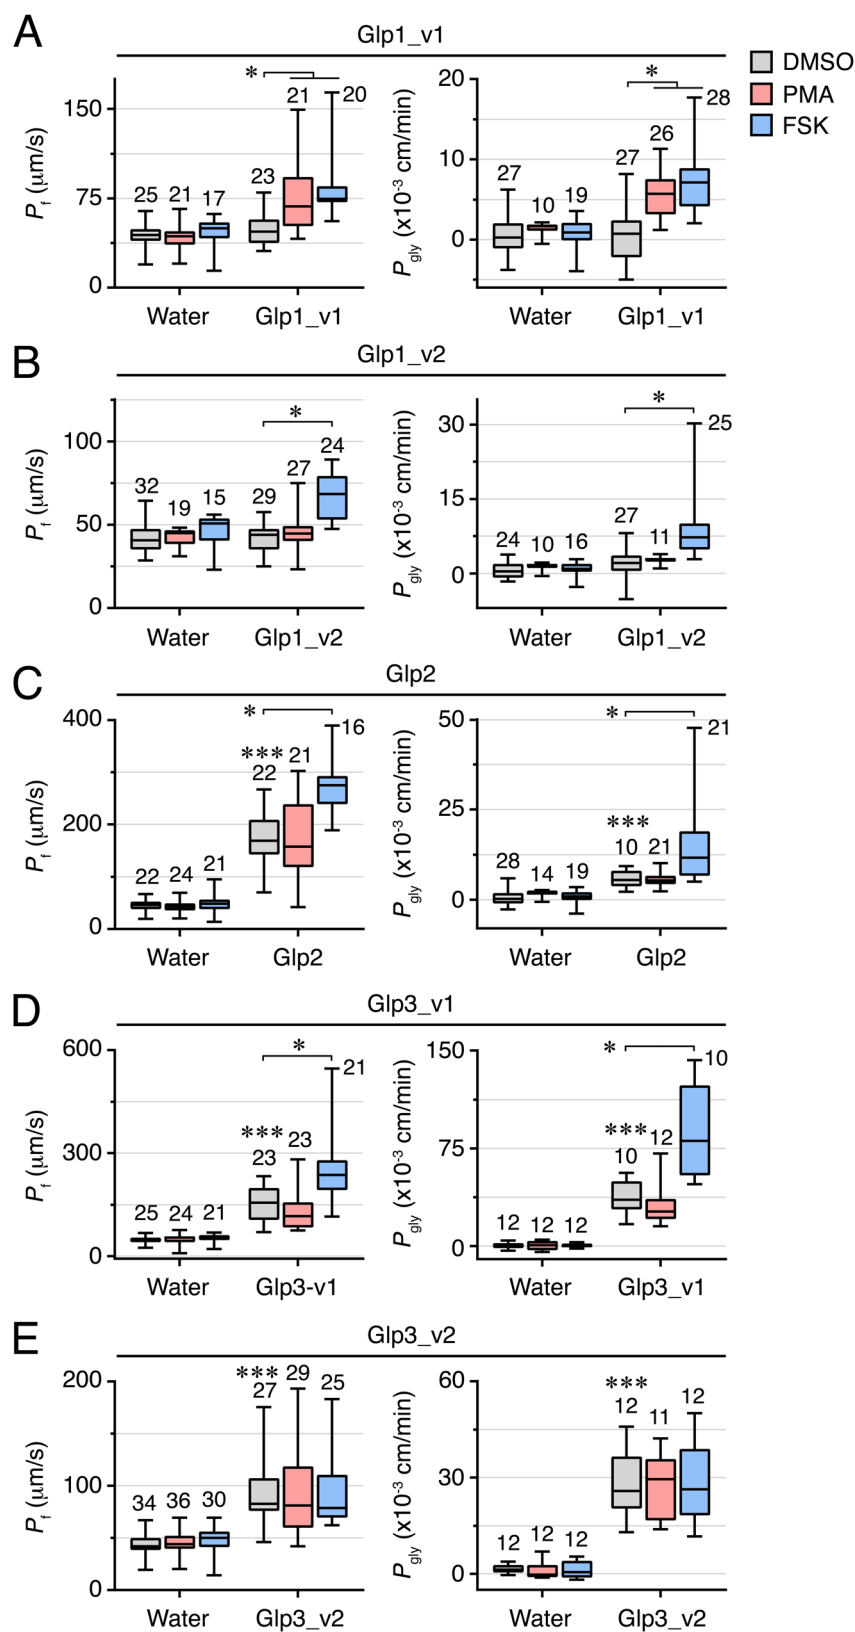 A
Glp1_v1
DMSO
PMA
FSK
Pf (μm/s)
150
75
0
25 21 17 23 21 20
*
Water Glp1_v1
Pgly (x10-3 cm/min)
20
10
0
27 10 19 27 26 28
*
Water Glp1_v1
B
Glp1_v2
Pf (μm/s)
100
50
0
32 19 15 29 27 24
*
Water Glp1_v2
Pgly (x10-3 cm/min)
30
15
0
24 10 16 27 11 25
*
Water Glp1_v2
C
Glp2
Pf (μm/s)
400
200
0
22 24 21 22 21 16
*
***
Water Glp2
Pgly (x10-3 cm/min)
50
25
0
28 14 19 10 21 21
*
***
Water Glp2
D
Glp3_v1
Pf (μm/s)
600
300
0
25 24 21 23 23 21
*
***
Water Glp3-v1
Pgly (x10-3 cm/min)
150
75
0
12 12 12 10 12 10
*
***
Water Glp3_v1
E
Glp3_v2
Pf (μm/s)
200
100
0
34 36 30 27 29 25
***
Water Glp3_v2
Pgly (x10-3 cm/min)
60
30
0
12 12 12 12 11 12
***
Water Glp3_v2